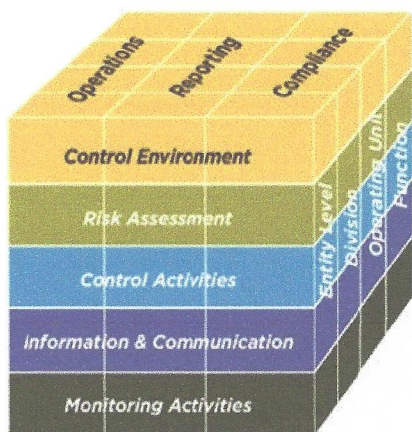 Operations
Reporting
Compliance
Control Environment
Risk Assessment
Control Activities
Information & Communication
Monitoring Activities
Entity Level
Division
Operating Unit
Function